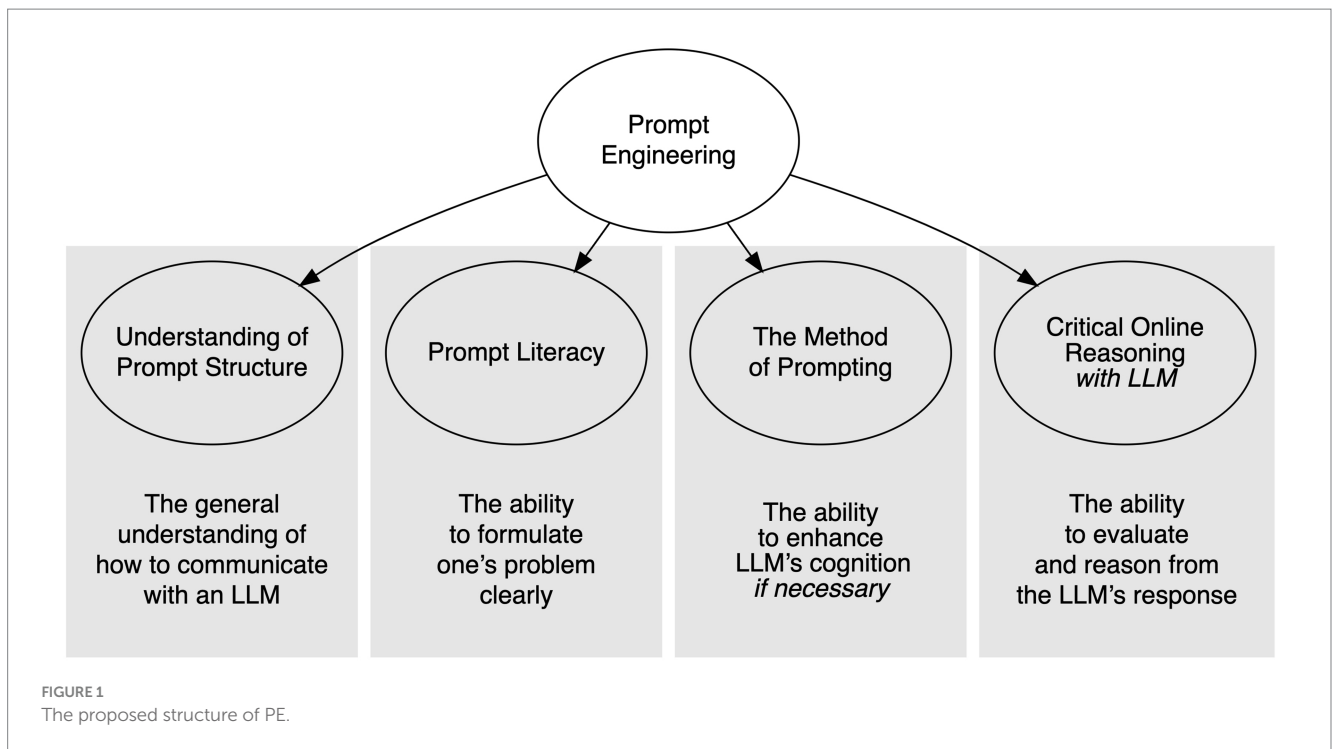 Prompt
Engineering
Understanding of
Prompt Structure
Prompt Literacy
The Method
of Prompting
Critical Online
Reasoning
with LLM
The general
understanding of
how to communicate
with an LLM
The ability
to formulate
one’s problem
clearly
The ability
to enhance
LLM’s cognition
if necessary
The ability
to evaluate
and reason from
the LLM’s response
FIGURE 1
The proposed structure of PE.